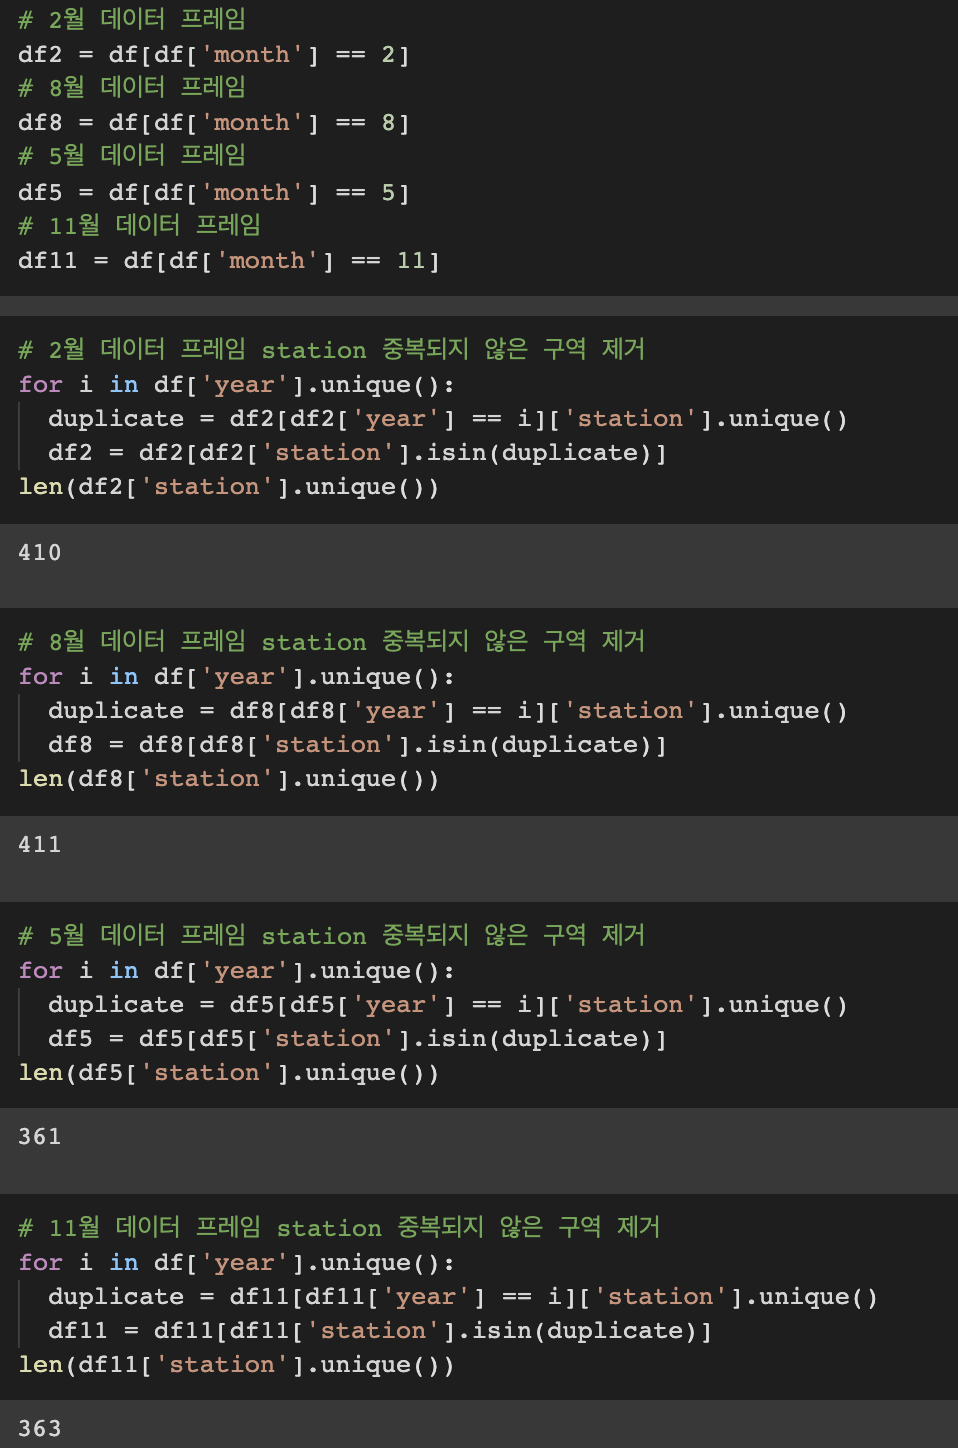 # 2월 데이터 프레임
df2 = df[df['month'] == 2]
# 8월 데이터 프레임
df8 = df[df['month'] == 8]
# 5월 데이터 프레임
df5 = df[df['month'] == 5]
# 11월 데이터 프레임
df11 = df[df['month'] == 11]
# 2월 데이터 프레임 station 중복되지 않은 구역 제거
for i in df['year'].unique():
  duplicate = df2[df2['year'] == i]['station'].unique()
  df2 = df2[df2['station'].isin(duplicate)]
len(df2['station'].unique())
410
# 8월 데이터 프레임 station 중복되지 않은 구역 제거
for i in df['year'].unique():
  duplicate = df8[df8['year'] == i]['station'].unique()
  df8 = df8[df8['station'].isin(duplicate)]
len(df8['station'].unique())
411
# 5월 데이터 프레임 station 중복되지 않은 구역 제거
for i in df['year'].unique():
  duplicate = df5[df5['year'] == i]['station'].unique()
  df5 = df5[df5['station'].isin(duplicate)]
len(df5['station'].unique())
361
# 11월 데이터 프레임 station 중복되지 않은 구역 제거
for i in df['year'].unique():
  duplicate = df11[df11['year'] == i]['station'].unique()
  df11 = df11[df11['station'].isin(duplicate)]
len(df11['station'].unique())
363